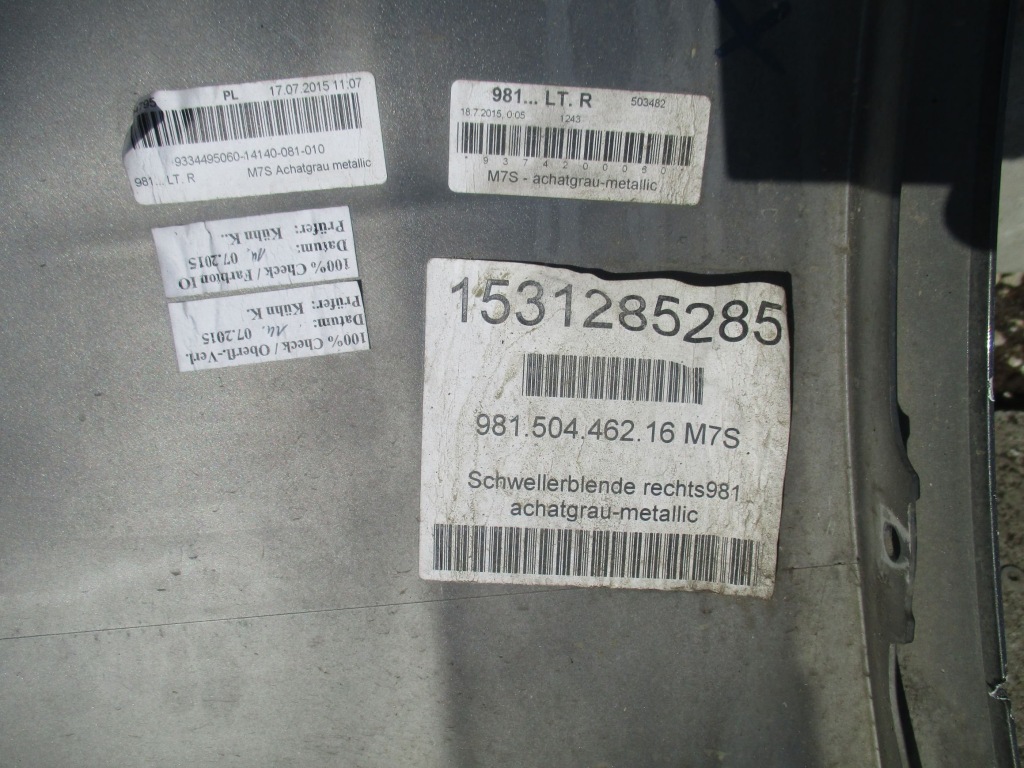 PL 17.07.2015 11:07
-9334495060-14140-081-010
981... LT. R M7S Achatgrau metallic
981... LT. R 503482
18.7.2015, 0:05 1243
M7S - achatgrau-metallic
100% Check / Farbton IO
Datum: 14. 07.2015
Prüfer: Kühn K..
100% Check / Oberfl.-Verl.
Datum: 14. 07.2015
Prüfer: Kühn K.
1531285285
981.504.462.16 M7S
Schwellerblende rechts981
achatgrau-metallic